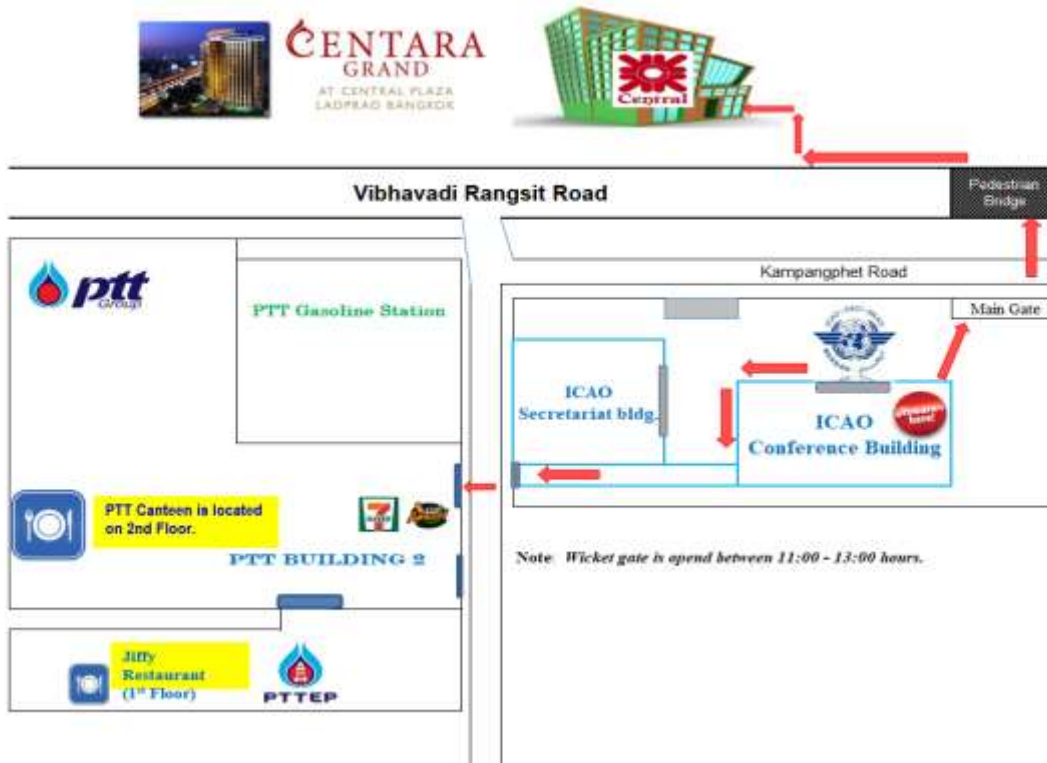 CENTARA
GRAND
AT CENTRAL PLAZA
LADPRAO BANGKOK
Central
Vibhavadi Rangsit Road
Pedestrian
Bridge
ptt
Group
PTT Gasoline Station
Kampangphet Road
Main Gate
ICAO
Secretariat bldg.
ICAO
Conference Building
PTT Canteen is located
on 2nd Floor.
7
PTT BUILDING 2
Note Wicket gate is opend between 11:00 - 13:00 hours.
Jiffy
Restaurant
(1st Floor)
PTTEP